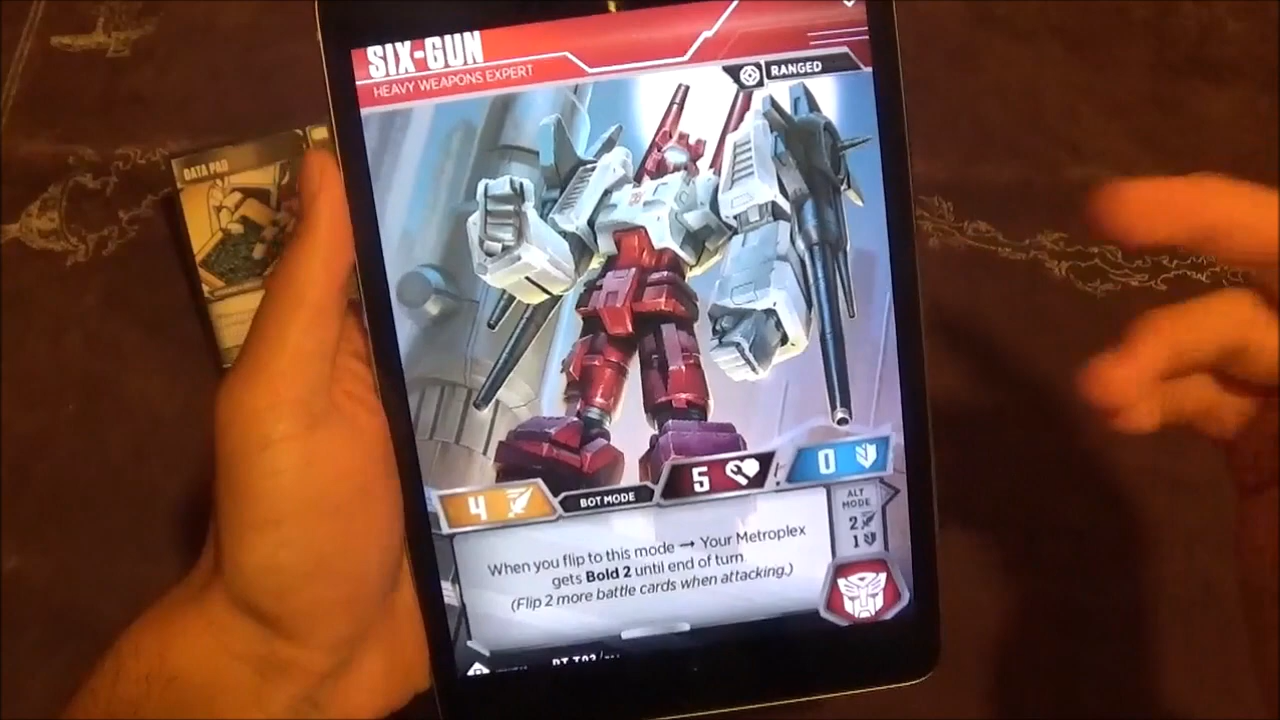 SIX-GUN
HEAVY WEAPONS EXPERT
RANGED
DATA PAD
4
BOT MODE
5
0
ALT
MODE
2
1
When you flip to this mode → Your Metroplex
gets Bold 2 until end of turn
(Flip 2 more battle cards when attacking.)